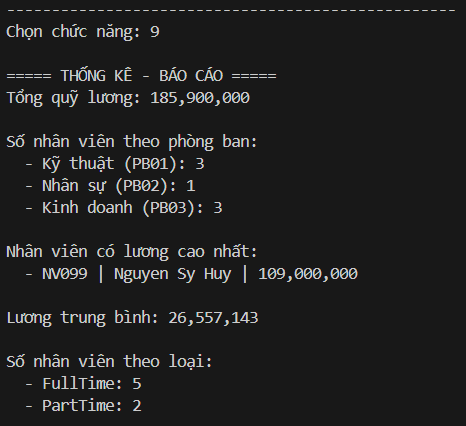 --------------------------------------------------
Chọn chức năng: 9
===== THỐNG KÊ - BÁO CÁO =====
Tổng quỹ lương: 185,900,000
Số nhân viên theo phòng ban:
- Kỹ thuật (PB01): 3
- Nhân sự (PB02): 1
- Kinh doanh (PB03): 3
Nhân viên có lương cao nhất:
- NV099 | Nguyen Sy Huy | 109,000,000
Lương trung bình: 26,557,143
Số nhân viên theo loại:
- FullTime: 5
- PartTime: 2